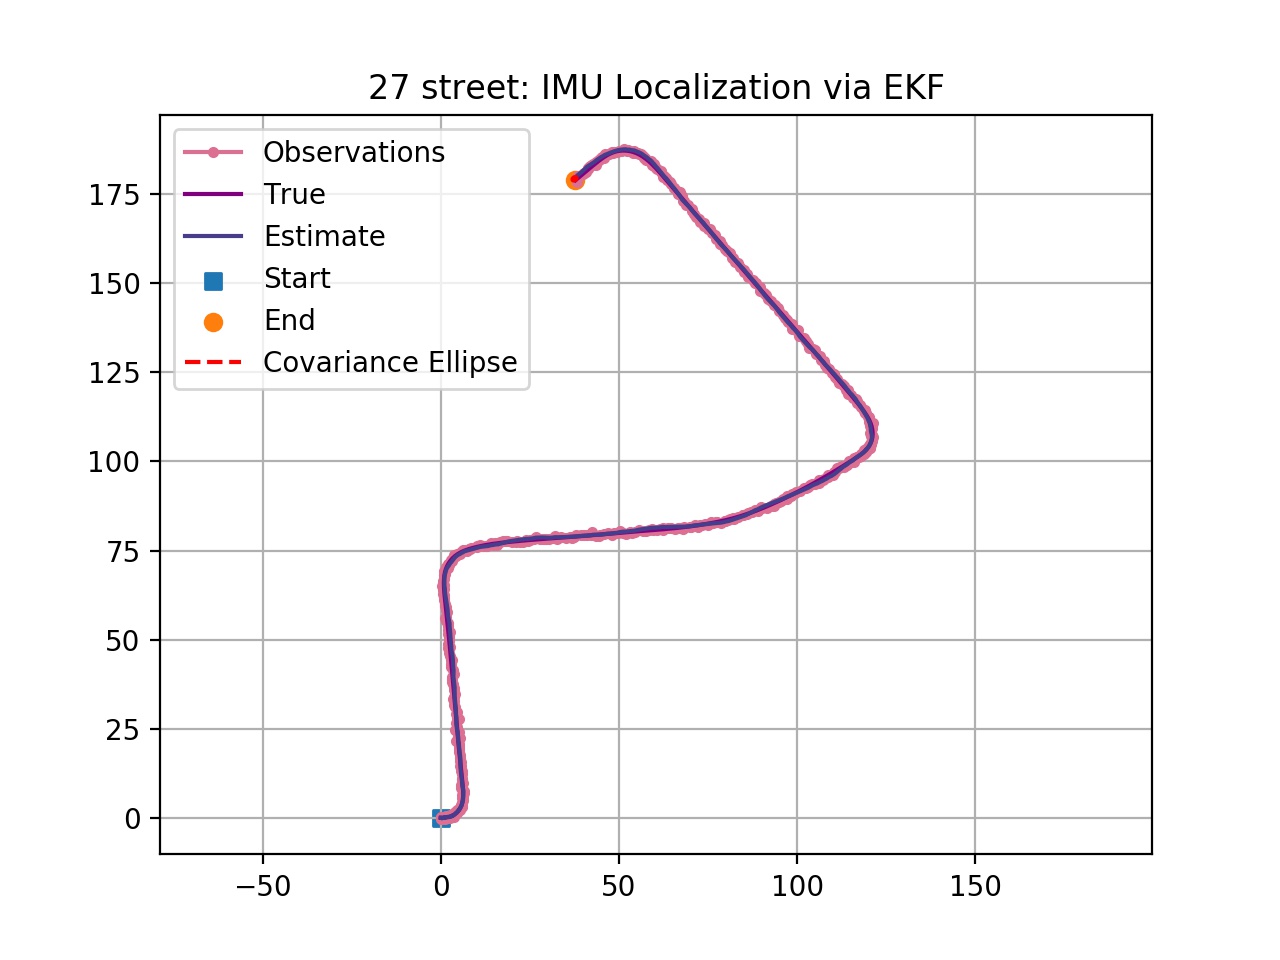 27 street: IMU Localization via EKF
Observations
True
Estimate
Start
End
Covariance Ellipse
175
150
125
100
75
50
25
0
−50 0 50 100 150